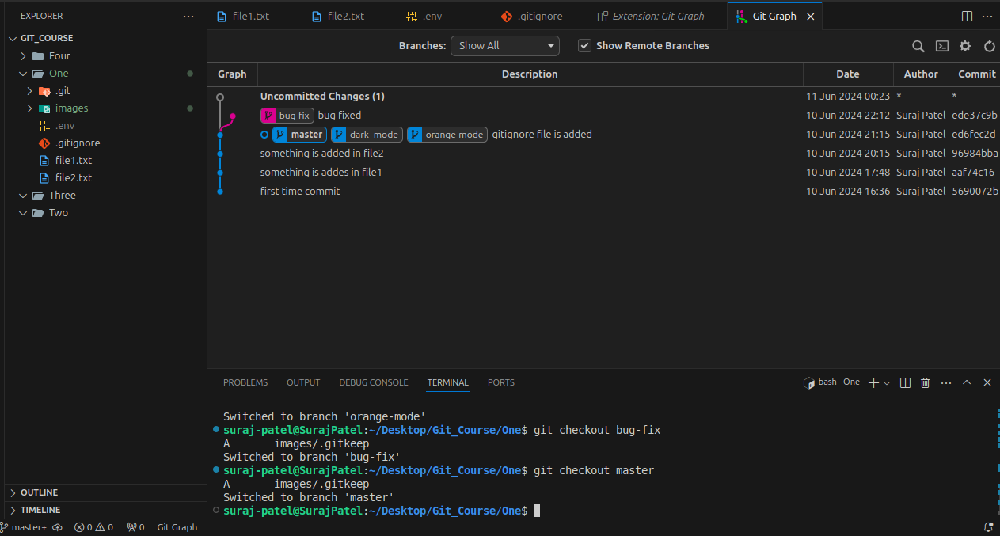 EXPLORER
GIT_COURSE
Four
One
.git
images
.env
.gitignore
file1.txt
file2.txt
Three
Two
OUTLINE
TIMELINE
file1.txt file2.txt .env .gitignore Extension: Git Graph Git Graph
Branches: Show All Show Remote Branches
Graph Description Date Author Commit
Uncommitted Changes (1) 11 Jun 2024 00:23 * *
bug-fix bug fixed 10 Jun 2024 22:12 Suraj Patel ede37c9b
master dark_mode orange-mode gitignore file is added 10 Jun 2024 21:15 Suraj Patel ed6fec2d
something is added in file2 10 Jun 2024 20:15 Suraj Patel 96984bba
something is addes in file1 10 Jun 2024 17:48 Suraj Patel aaf74c16
first time commit 10 Jun 2024 16:36 Suraj Patel 5690072b
PROBLEMS OUTPUT DEBUG CONSOLE TERMINAL PORTS bash - One
Switched to branch 'orange-mode'
suraj-patel@SurajPatel:~/Desktop/Git_Course/One$ git checkout bug-fix
A images/.gitkeep
Switched to branch 'bug-fix'
suraj-patel@SurajPatel:~/Desktop/Git_Course/One$ git checkout master
A images/.gitkeep
Switched to branch 'master'
suraj-patel@SurajPatel:~/Desktop/Git_Course/One$
master+ 0 0 0 Git Graph